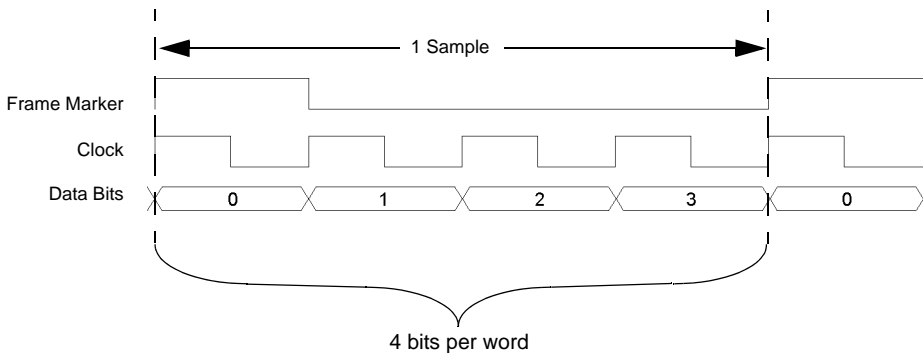 1 Sample
Frame Marker
Clock
Data Bits
0 1 2 3 0
4 bits per word